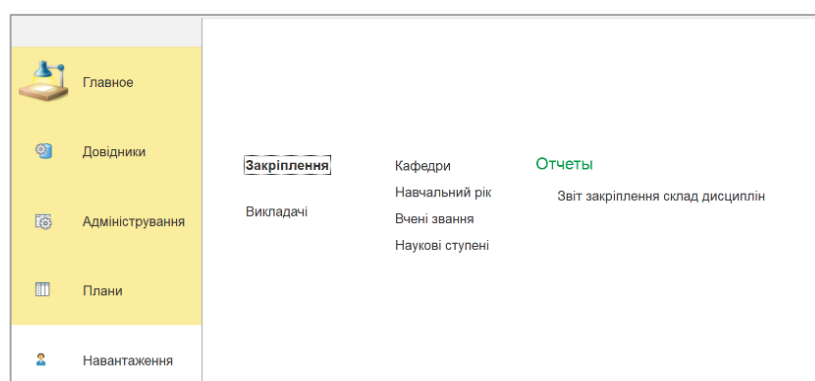 Главное
Довідники
Адміністрування
Плани
Навантаження
Закріплення
Викладачі
Кафедри
Навчальний рік
Вчені звання
Наукові ступені
Отчеты
Звіт закріплення склад дисциплін